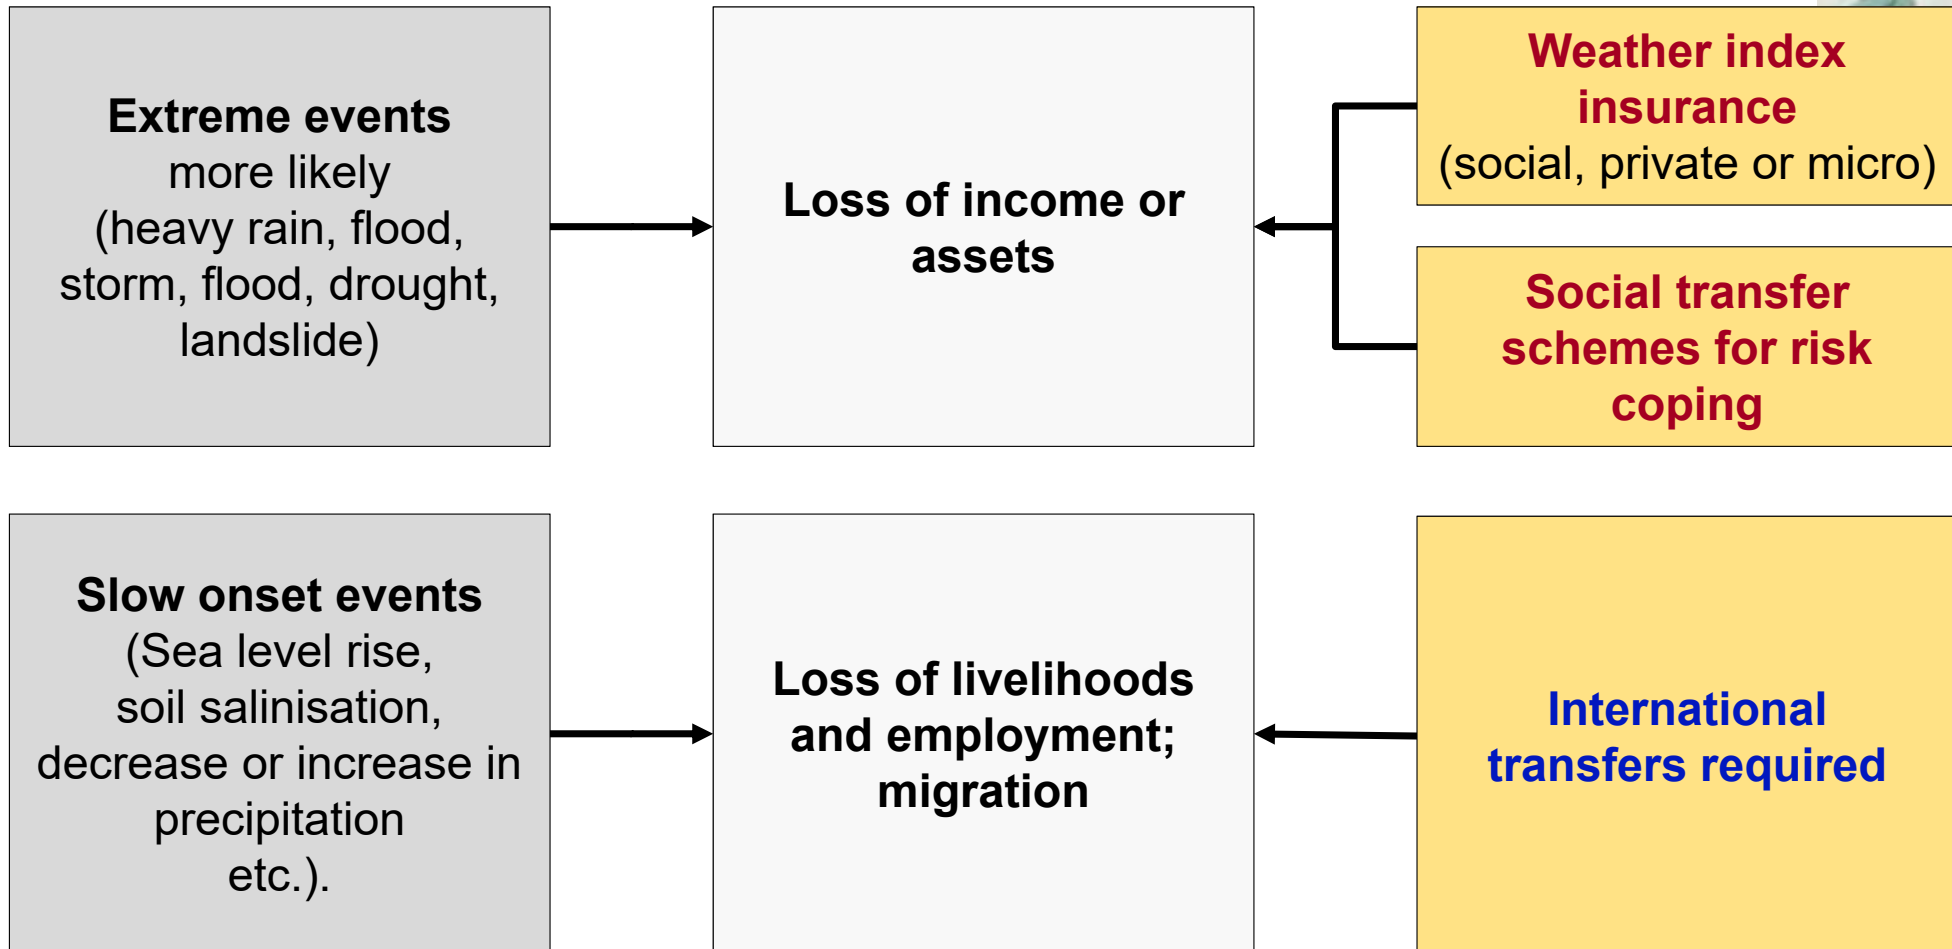 Extreme events
more likely
(heavy rain, flood,
storm, flood, drought,
landslide)
Loss of income or
assets
Weather index
insurance
(social, private or micro)
Social transfer
schemes for risk
coping
Slow onset events
(Sea level rise,
soil salinisation,
decrease or increase in
precipitation
etc.).
Loss of livelihoods
and employment;
migration
International
transfers required